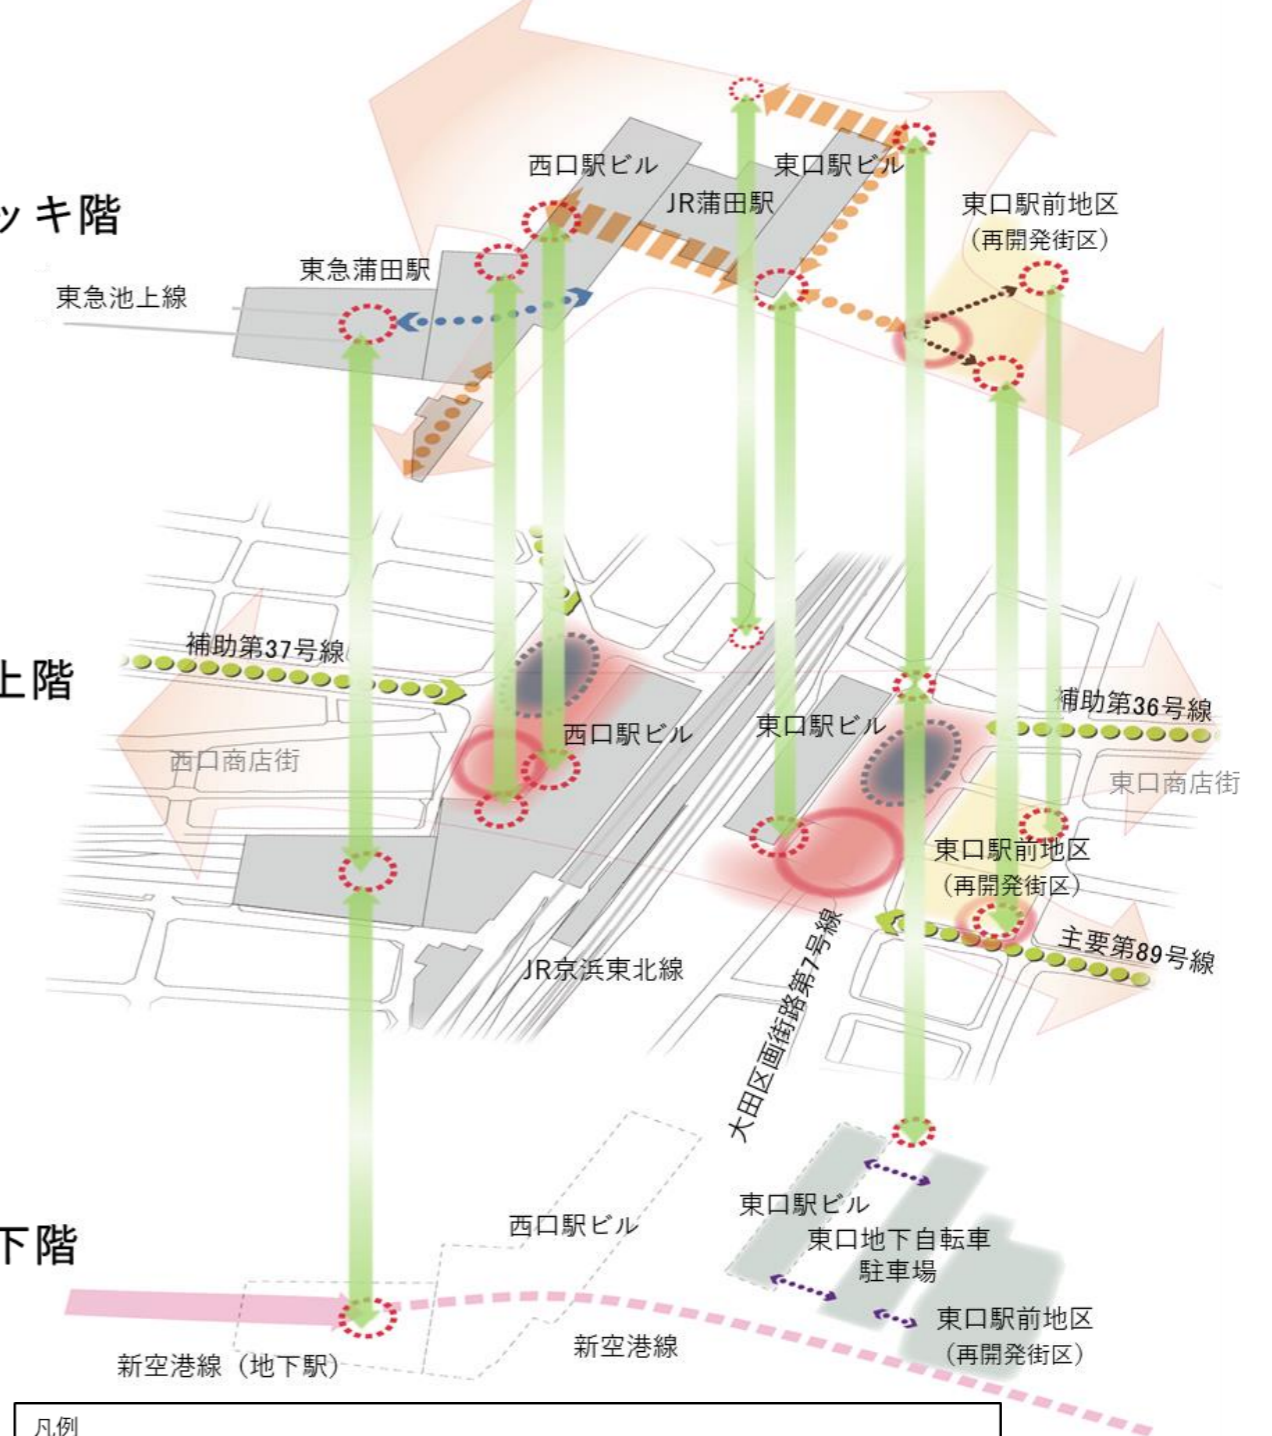 ッキ階
西口駅ビル
東口駅ビル
JR蒲田駅
東口駅前地区
（再開発街区）
東急蒲田駅
東急池上線
上階
補助第37号線
補助第36号線
西口駅ビル
東口駅ビル
西口商店街
東口商店街
東口駅前地区
（再開発街区）
主要第89号線
JR京浜東北線
大田区画街路第7号線
下階
西口駅ビル
東口駅ビル
東口地下自転車
駐車場
東口駅前地区
（再開発街区）
新空港線
新空港線（地下駅）
凡例